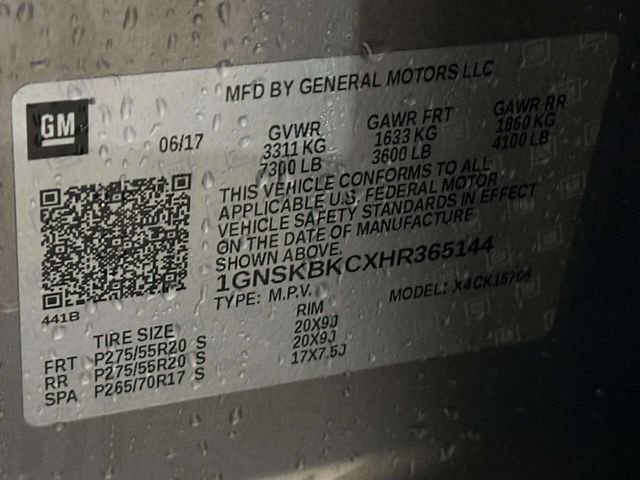 MFD BY GENERAL MOTORS LLC
GM
06/17
GVWR GAWR FRT GAWR RR
3311 KG 1633 KG 1860 KG
7300 LB 3600 LB 4100 LB
THIS VEHICLE CONFORMS TO ALL
APPLICABLE U.S. FEDERAL MOTOR
VEHICLE SAFETY STANDARDS IN EFFECT
ON THE DATE OF MANUFACTURE
SHOWN ABOVE.
1GNSKBKCXHR365144
TYPE: M.P.V. MODEL: X4CK15706
441B
TIRE SIZE RIM
FRT P275/55R20 S 20X9J
RR P275/55R20 S 20X9J
SPA P265/70R17 S 17X7.5J